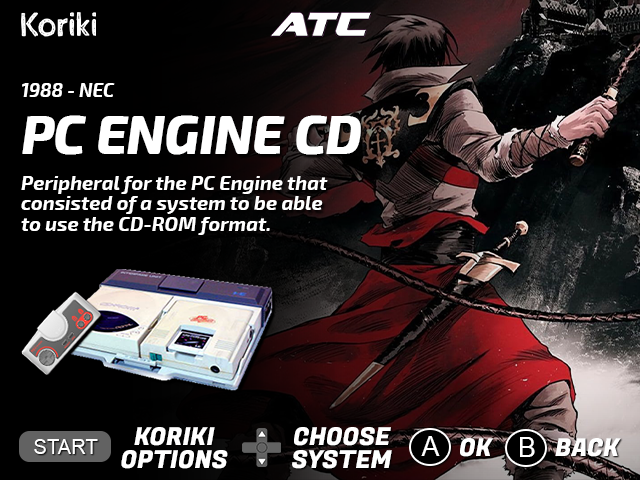 Koriki
ATC
1988 - NEC
PC ENGINE CD
Peripheral for the PC Engine that
consisted of a system to be able
to use the CD-ROM format.
START
KORIKI
OPTIONS
CHOOSE
SYSTEM
A
OK
B
BACK